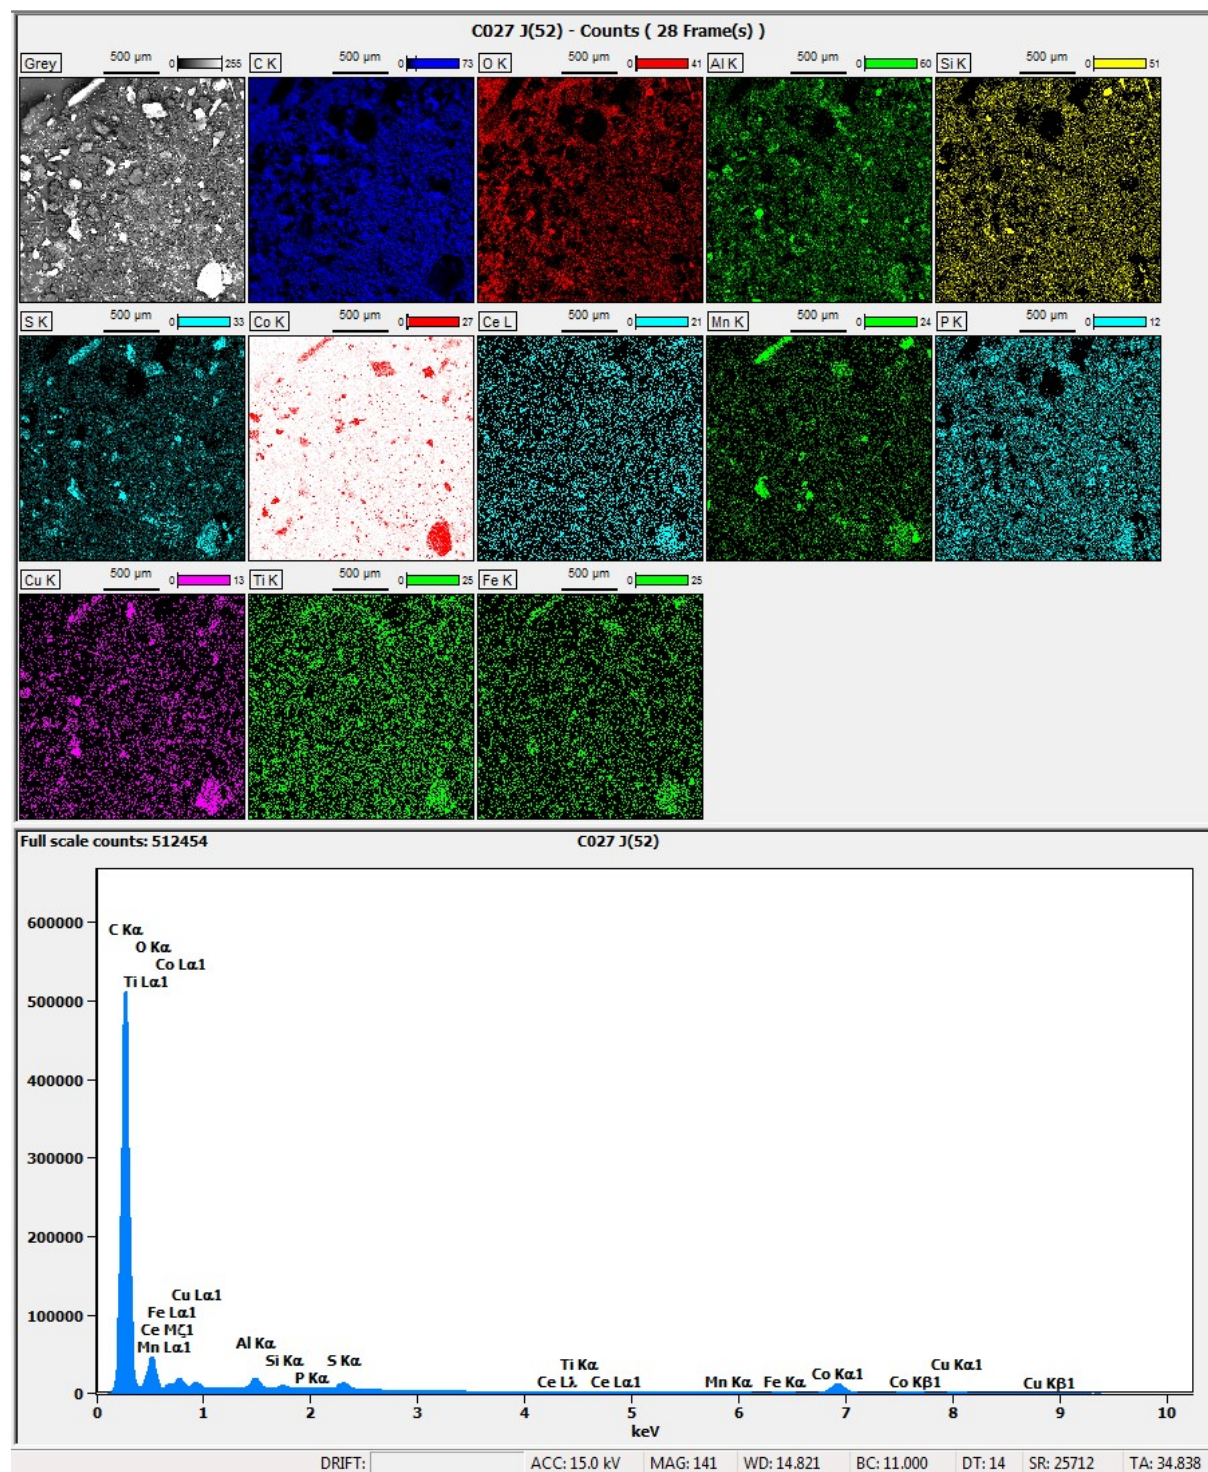 C027 J(52) - Counts ( 28 Frame(s) )
Grey 500 µm 0 255 C K 500 µm 0 73 O K 500 µm 0 41 Al K 500 µm 0 60 Si K 500 µm 0 51
S K 500 µm 0 33 Co K 500 µm 0 27 Ce L 500 µm 0 21 Mn K 500 µm 0 24 P K 500 µm 0 12
Cu K 500 µm 0 13 Ti K 500 µm 0 25 Fe K 500 µm 0 25
Full scale counts: 512454 C027 J(52)
600000
C Kα
O Kα
Co Lα1
Ti Lα1
500000
400000
300000
200000
Cu Lα1
100000
Fe Lα1
Ce Mζ1
Mn Lα1
Al Kα
Si Kα
P Kα
S Kα
Ti Kα
Ce Lλ
Ce Lα1
Mn Kα
Fe Kα
Co Kα1
Co Kβ1
Cu Kα1
Cu Kβ1
0
0 1 2 3 4 5 6 7 8 9 10
keV
DRIFT: ACC: 15.0 kV MAG: 141 WD: 14.821 BC: 11.000 DT: 14 SR: 25712 TA: 34.838